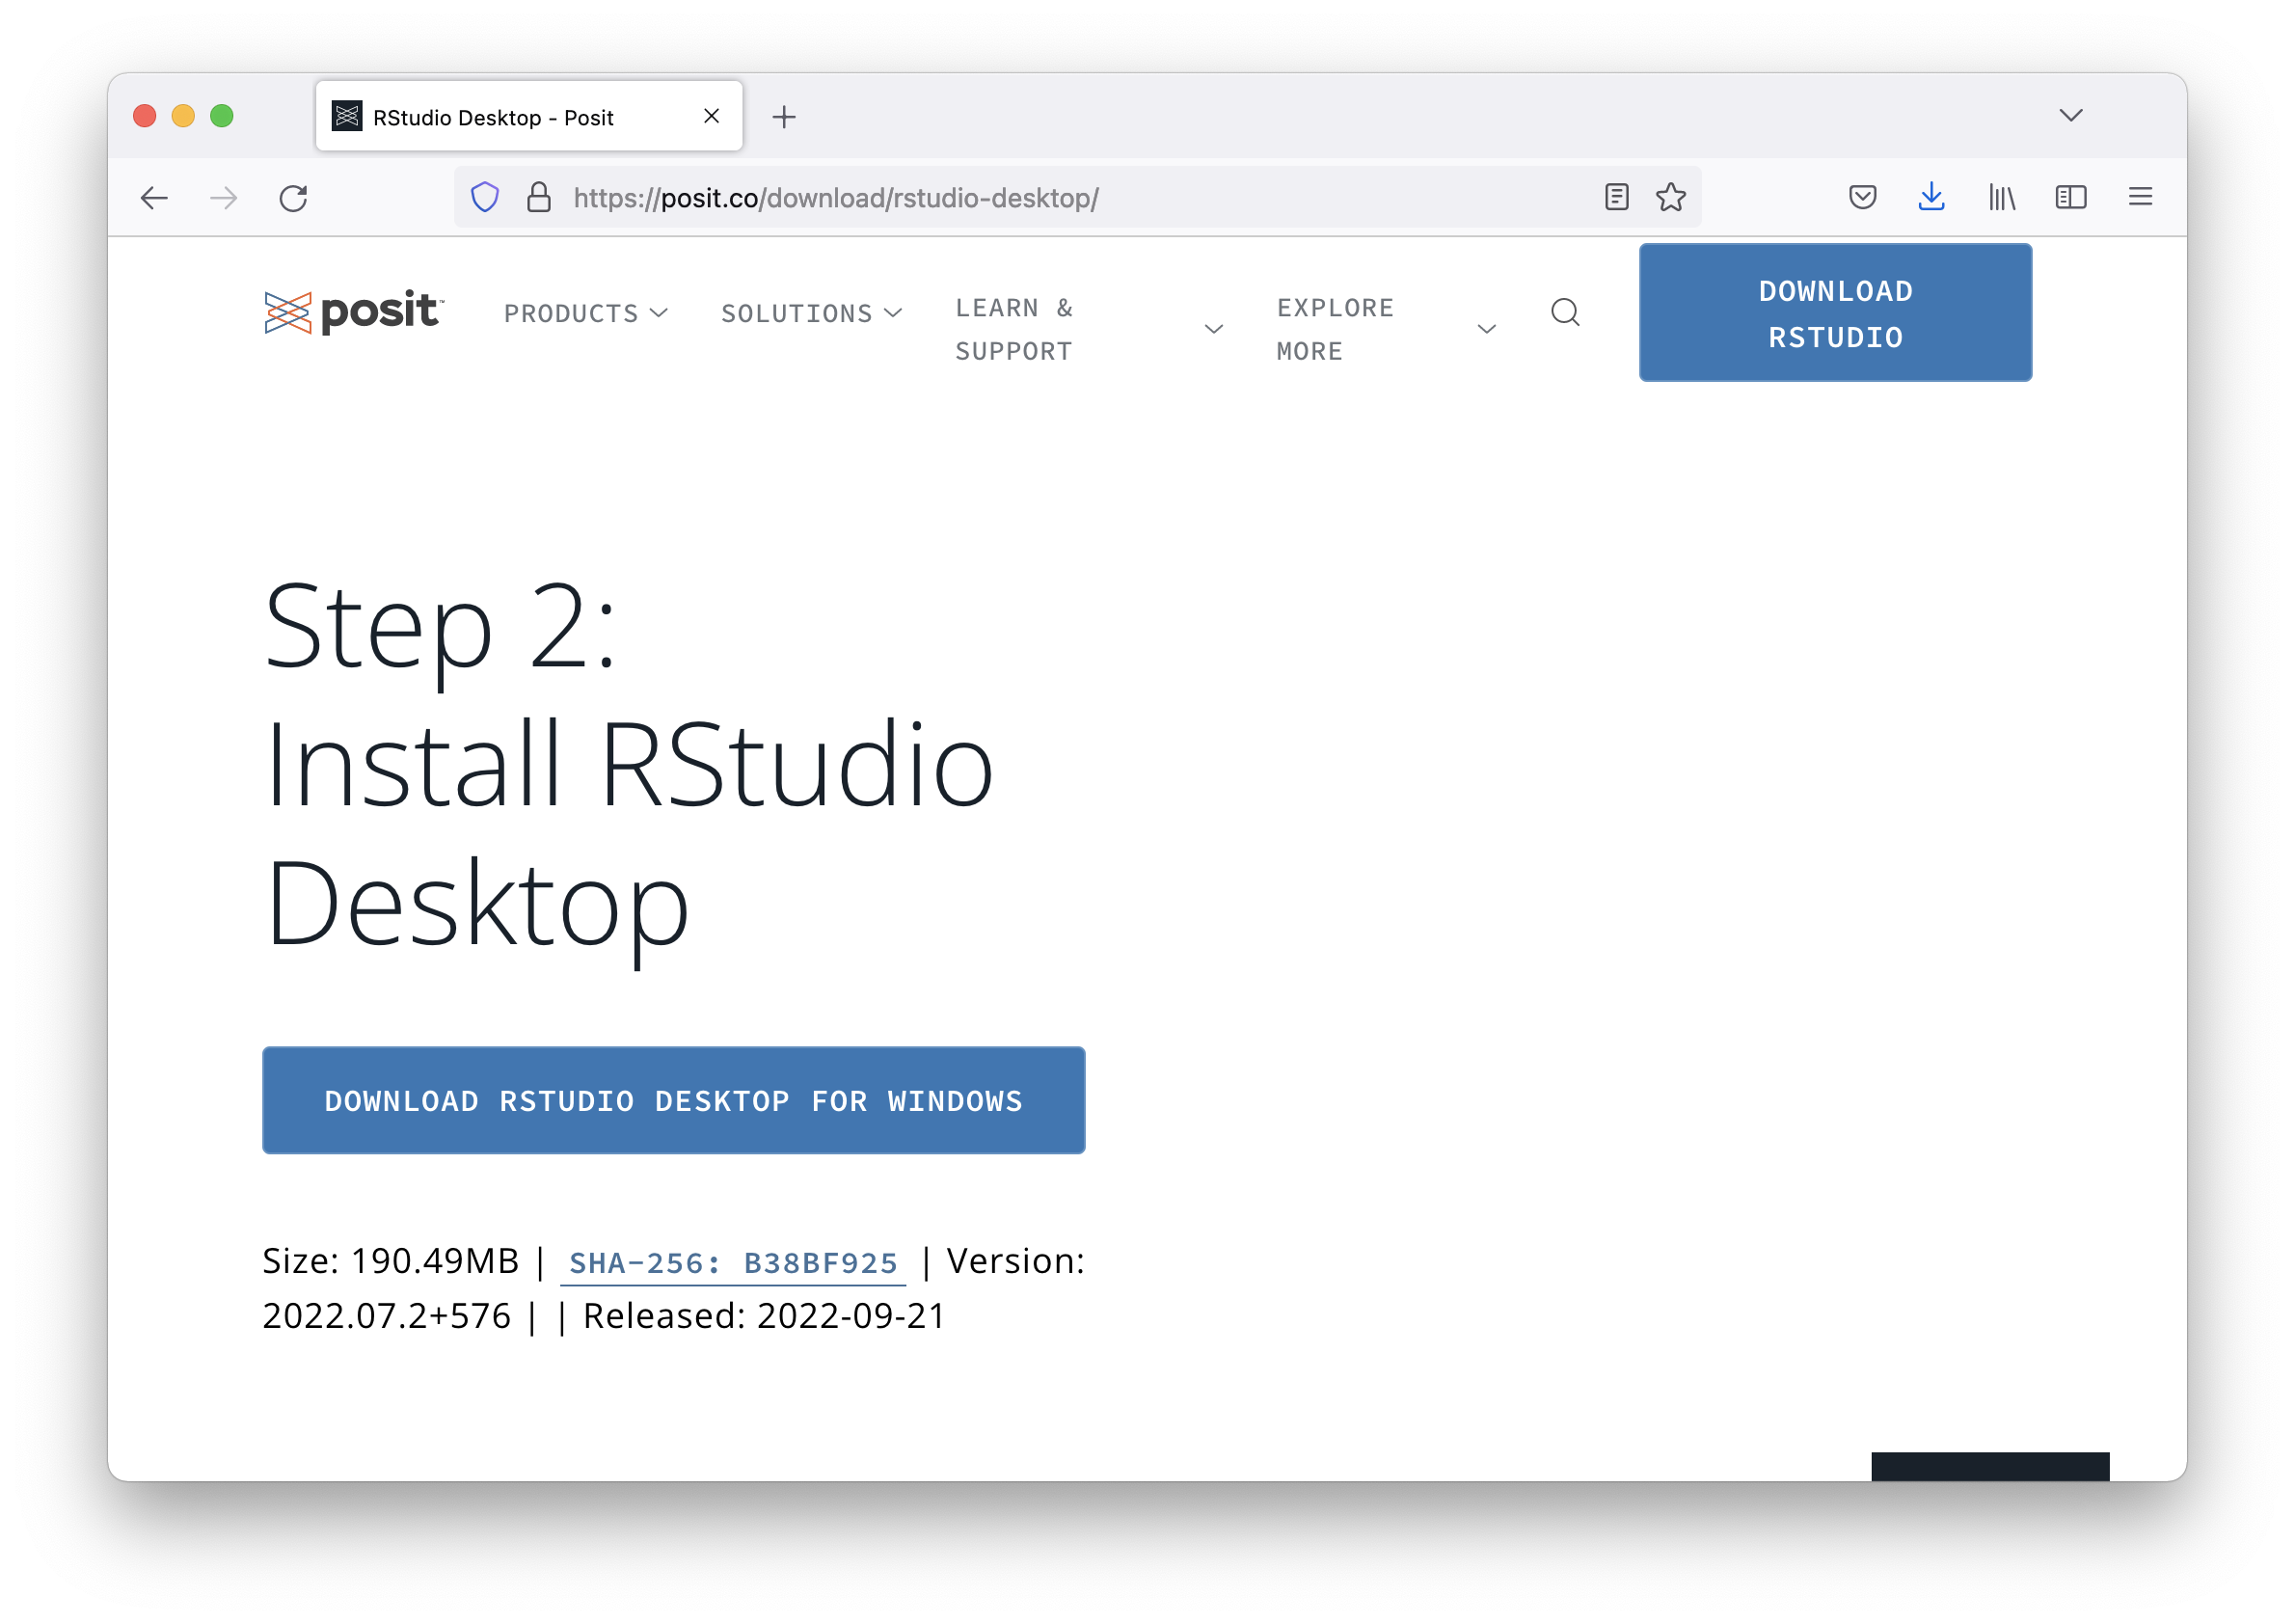 RStudio Desktop - Posit
https://posit.co/download/rstudio-desktop/
posit™
PRODUCTS
SOLUTIONS
LEARN &
SUPPORT
EXPLORE
MORE
DOWNLOAD
RSTUDIO
Step 2:
Install RStudio
Desktop
DOWNLOAD RSTUDIO DESKTOP FOR WINDOWS
Size: 190.49MB | SHA-256: B38BF925 | Version:
2022.07.2+576 | | Released: 2022-09-21